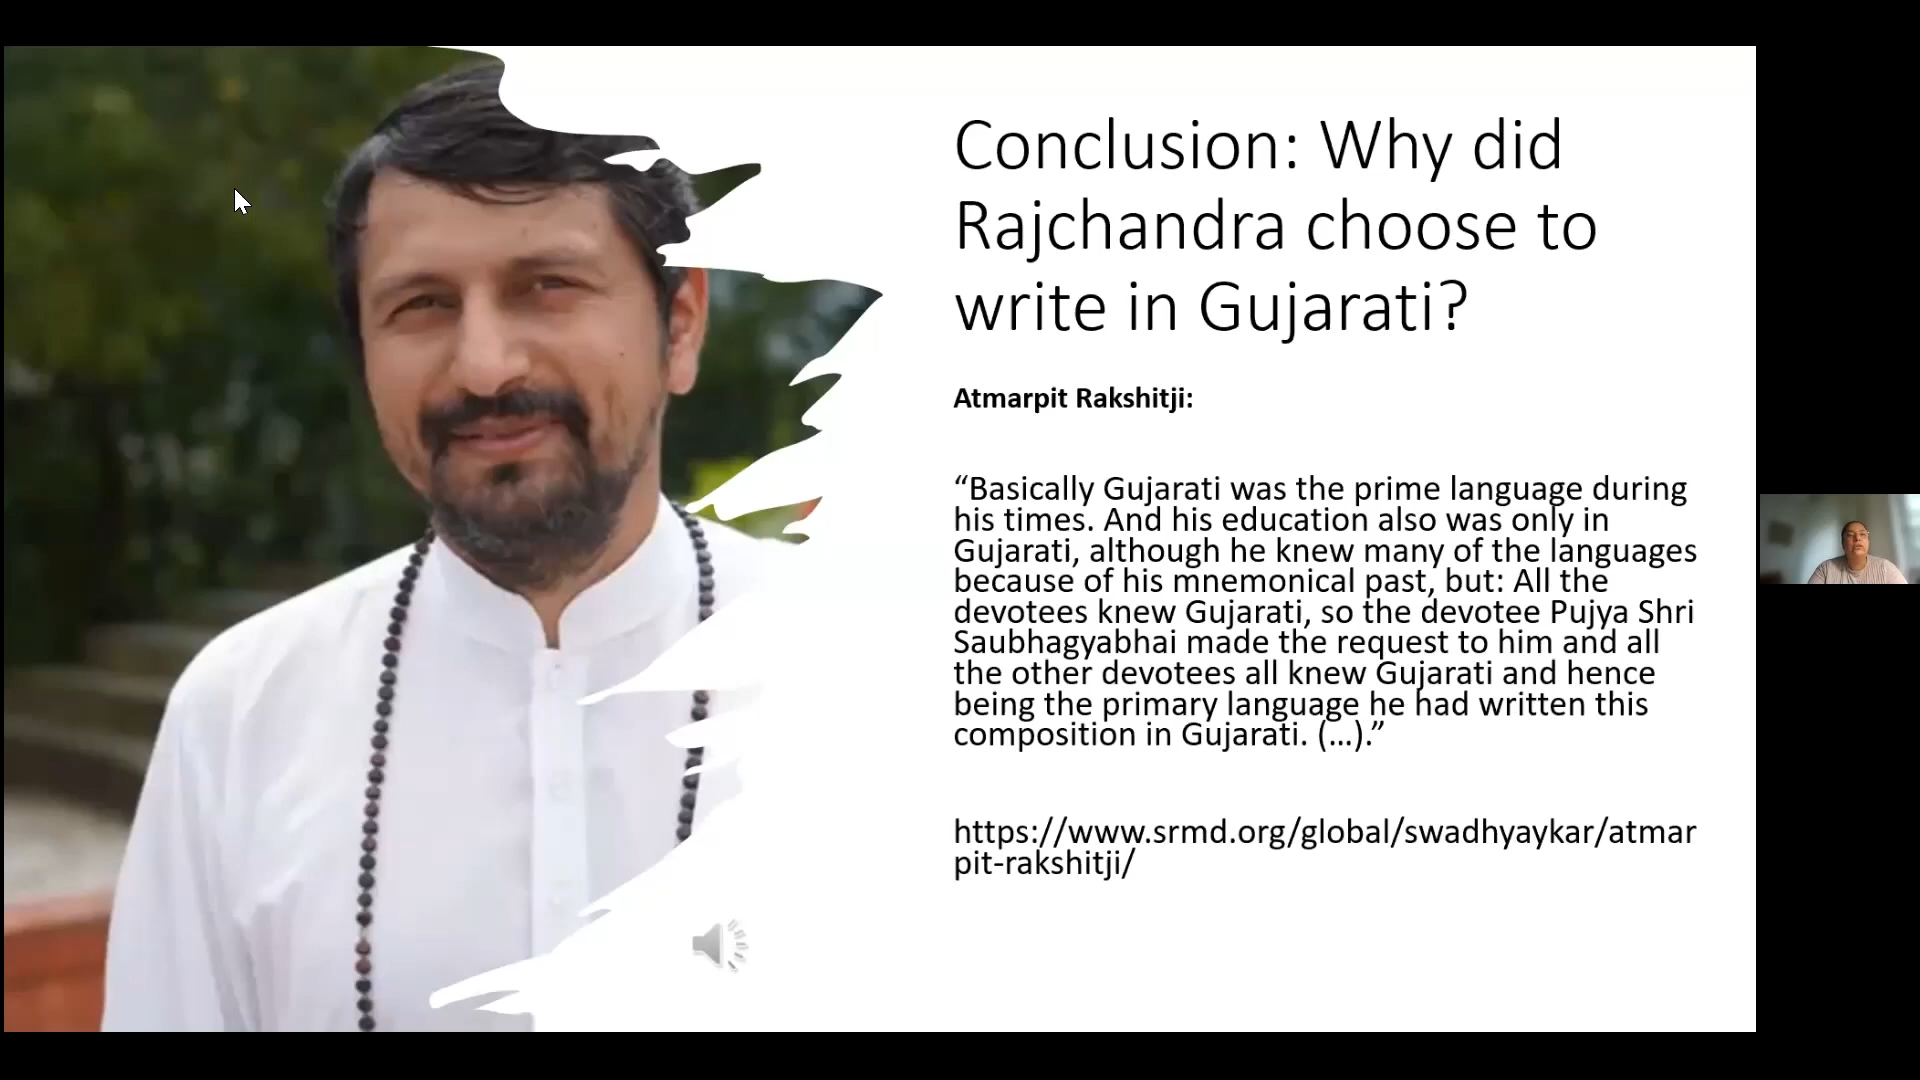 Conclusion: Why did
Rajchandra choose to
write in Gujarati?
Atmarpit Rakshitji:
“Basically Gujarati was the prime language during
his times. And his education also was only in
Gujarati, although he knew many of the languages
because of his mnemonical past, but: All the
devotees knew Gujarati, so the devotee Pujya Shri
Saubhagyabhai made the request to him and all
the other devotees all knew Gujarati and hence
being the primary language he had written this
composition in Gujarati. (...).”
https://www.srmd.org/global/swadhyaykar/atmar
pit-rakshitji/